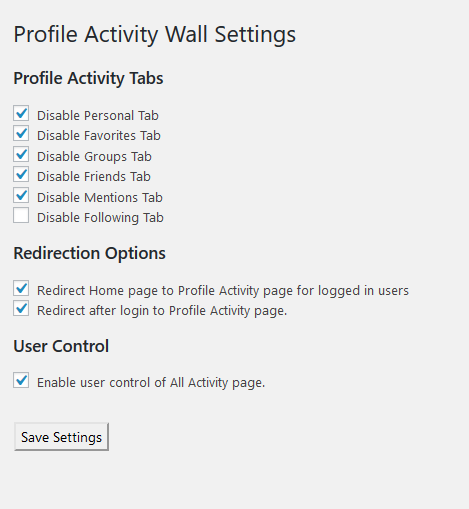 Profile Activity Wall Settings
Profile Activity Tabs
Disable Personal Tab
Disable Favorites Tab
Disable Groups Tab
Disable Friends Tab
Disable Mentions Tab
Disable Following Tab
Redirection Options
Redirect Home page to Profile Activity page for logged in users
Redirect after login to Profile Activity page.
User Control
Enable user control of All Activity page.
Save Settings